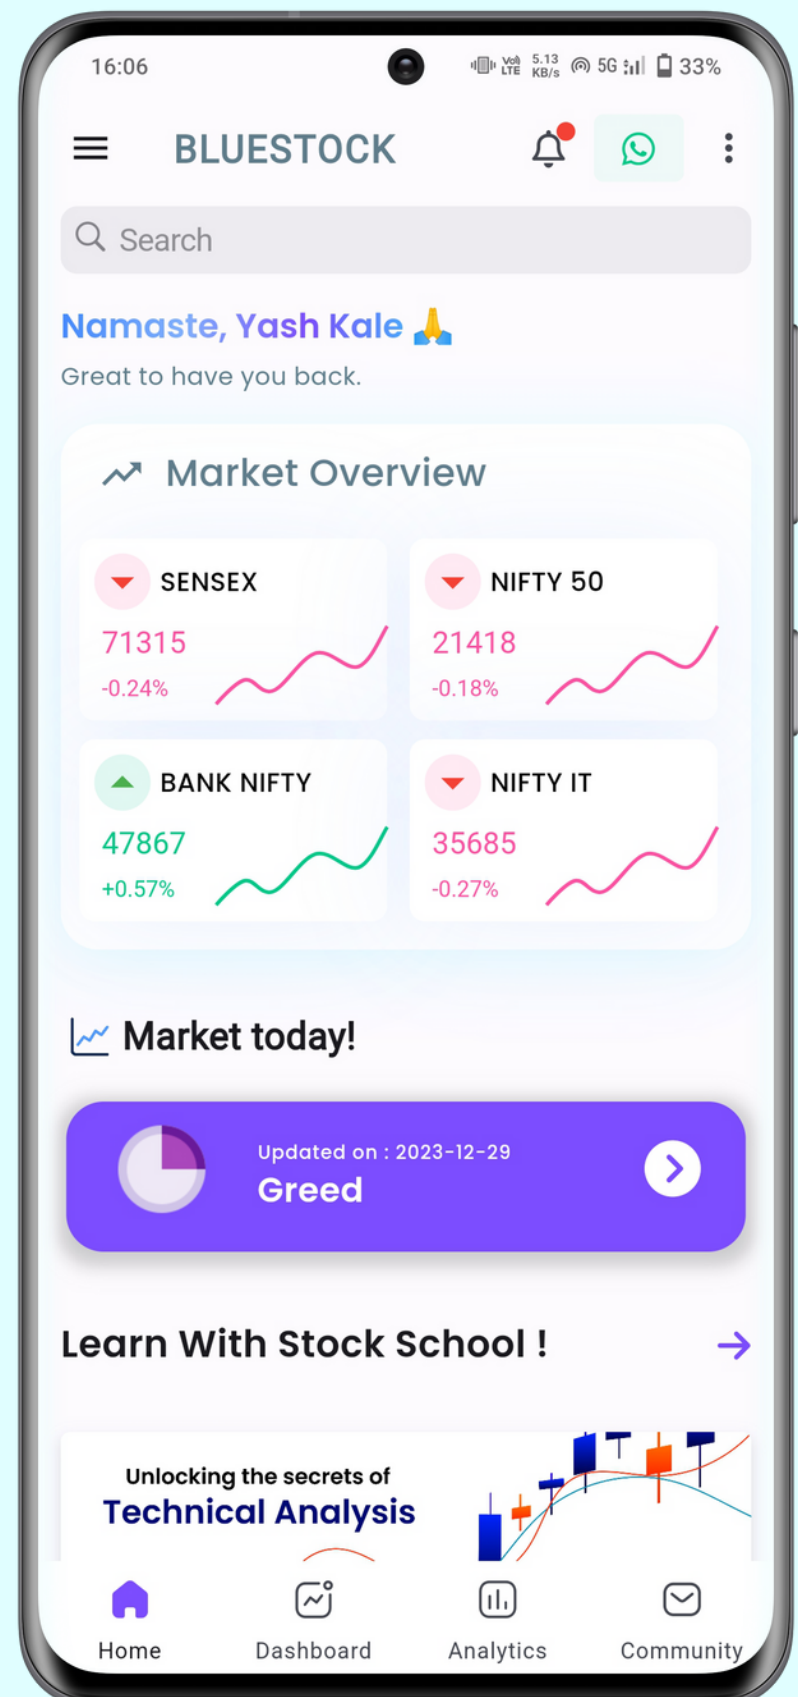 16:06
Vo) LTE 5.13 KB/s 5G 33%
BLUESTOCK
Search
Namaste, Yash Kale 🙏
Great to have you back.
Market Overview
SENSEX
71315
-0.24%
NIFTY 50
21418
-0.18%
BANK NIFTY
47867
+0.57%
NIFTY IT
35685
-0.27%
Market today!
Updated on : 2023-12-29
Greed
Learn With Stock School !
Unlocking the secrets of
Technical Analysis
Home
Dashboard
Analytics
Community